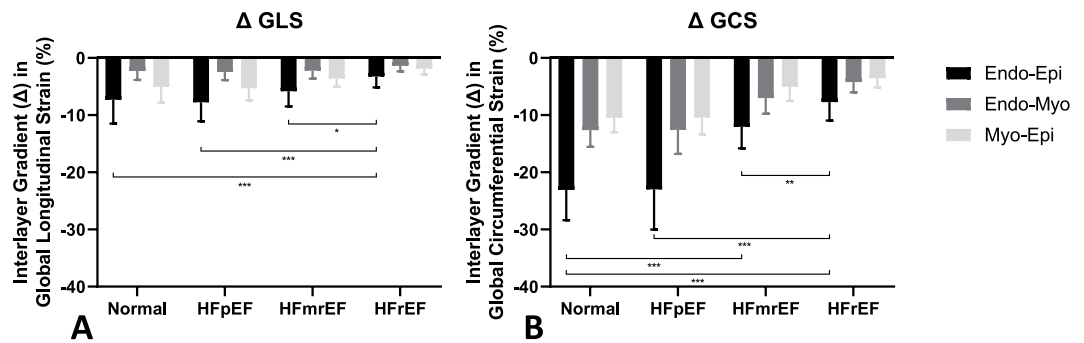 Δ GLS
Interlayer Gradient (Δ) in
Global Longitudinal Strain (%)
0
-10
-20
-30
-40
*
***
***
Normal
HFpEF
HFmrEF
HFrEF
A
Δ GCS
Interlayer Gradient (Δ) in
Global Circumferential Strain (%)
0
-10
-20
-30
-40
**
***
***
***
Normal
HFpEF
HFmrEF
HFrEF
B
Endo-Epi
Endo-Myo
Myo-Epi